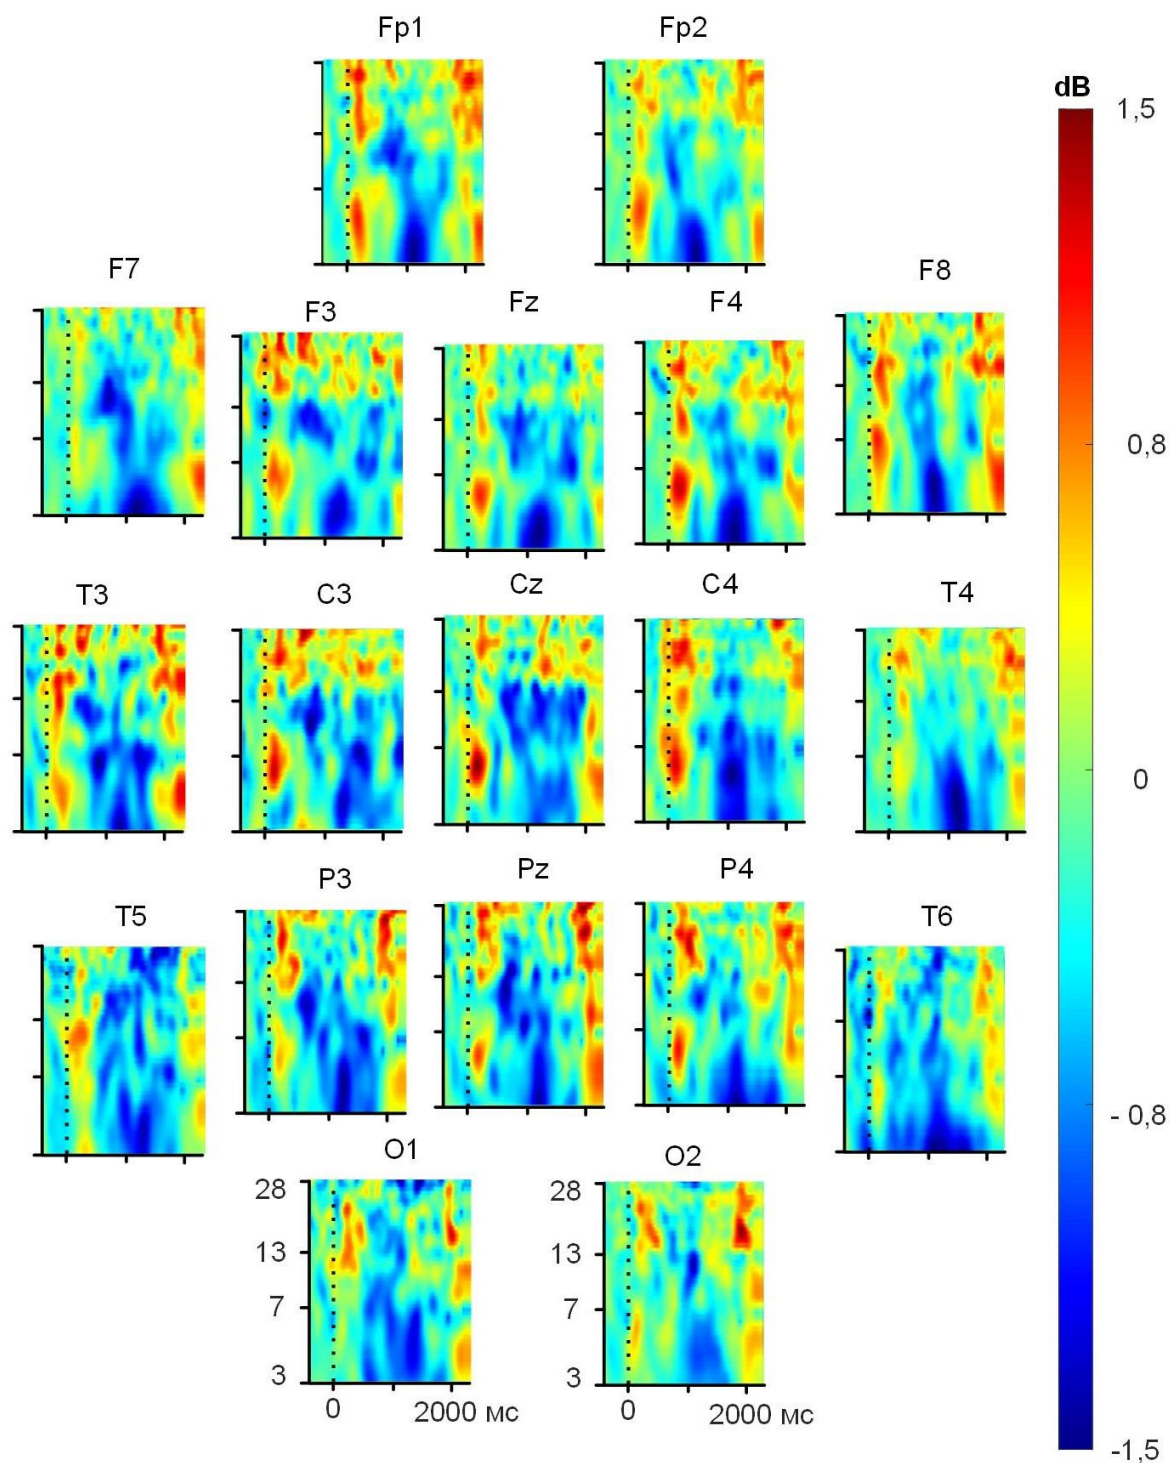 Fp1 Fp2
dB
1,5
F7 F3 Fz F4 F8
0,8
T3 C3 Cz C4 T4
0
T5 P3 Pz P4 T6
- 0,8
O1 O2
28 28
13 13
7 7
3 3
0 2000 мс 0 2000 мс
-1,5